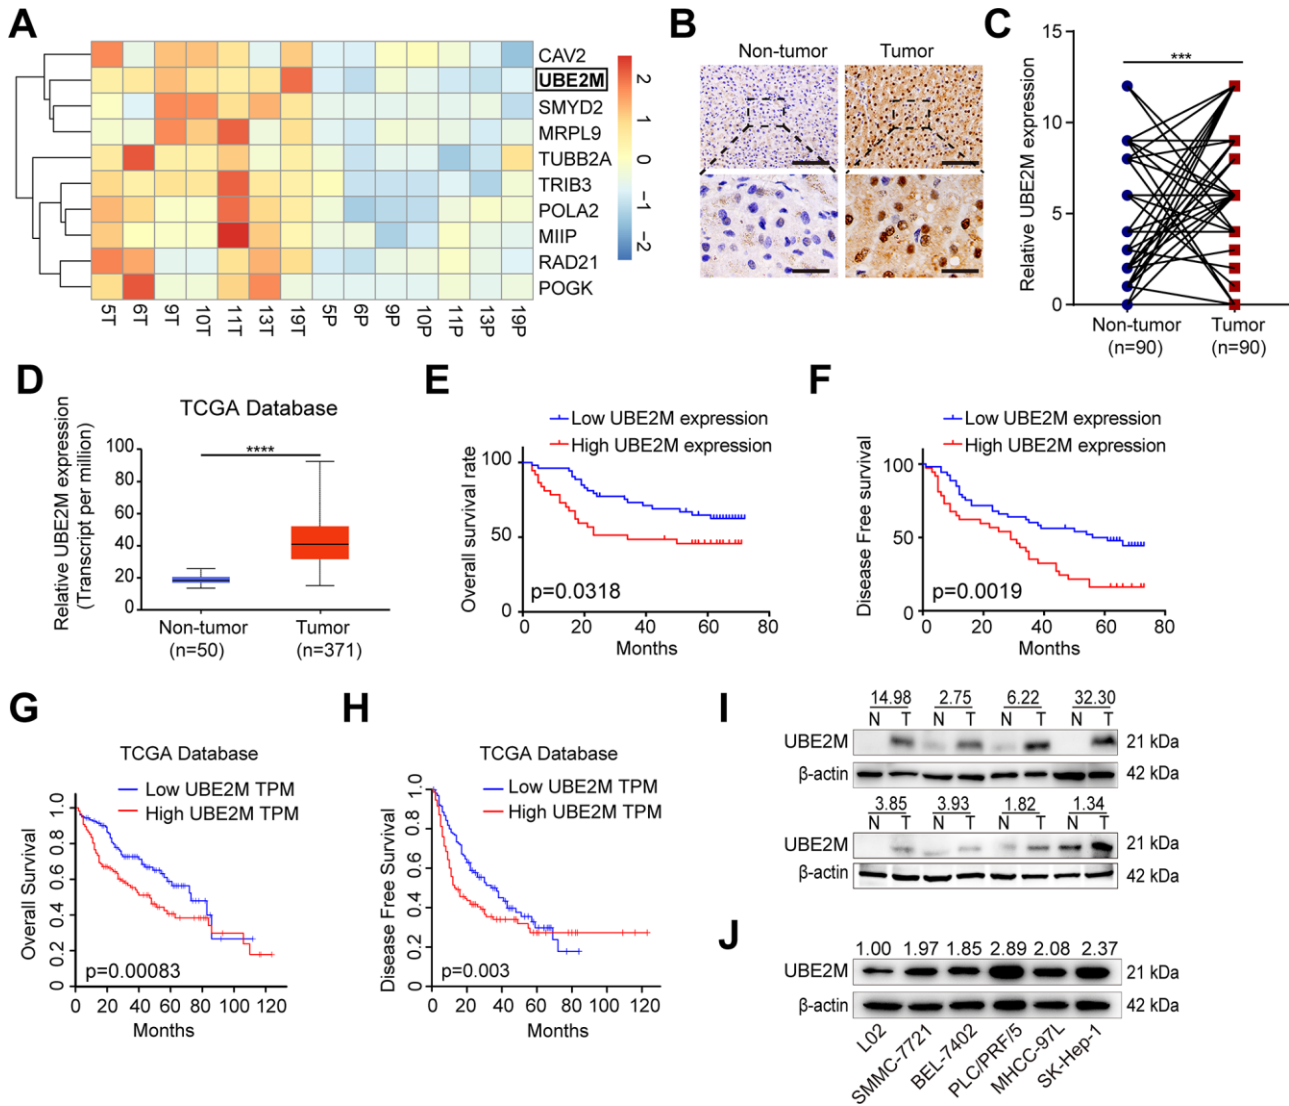 A
CAV2
UBE2M
SMYD2
MRPL9
TUBB2A
TRIB3
POLA2
MIIP
RAD21
POGK
5T 6T 9T 10T 11T 13T 19T 5P 6P 9P 10P 11P 13P 19P
2
1
0
−1
−2
B
Non-tumor Tumor
C
***
Relative UBE2M expression
15
10
5
0
Non-tumor Tumor
(n=90) (n=90)
D
TCGA Database
****
Relative UBE2M expression
(Transcript per million)
100
80
60
40
20
0
Non-tumor Tumor
(n=50) (n=371)
E
Low UBE2M expression
High UBE2M expression
Overall survival rate
100
50
0
p=0.0318
0 20 40 60 80
Months
F
Low UBE2M expression
High UBE2M expression
Disease Free survival
100
50
0
p=0.0019
0 20 40 60 80
Months
G
TCGA Database
Low UBE2M TPM
High UBE2M TPM
Overall Survival
1.0
0.8
0.6
0.4
0.2
0
p=0.00083
0 20 40 60 80 100 120
Months
H
TCGA Database
Low UBE2M TPM
High UBE2M TPM
Disease Free Survival
1.0
0.8
0.6
0.4
0.2
0
p=0.003
0 20 40 60 80 100 120
Months
I
14.98 2.75 6.22 32.30
N T N T N T N T
UBE2M 21 kDa
β-actin 42 kDa
3.85 3.93 1.82 1.34
N T N T N T N T
UBE2M 21 kDa
β-actin 42 kDa
J
1.00 1.97 1.85 2.89 2.08 2.37
UBE2M 21 kDa
β-actin 42 kDa
L02 SMMC-7721 BEL-7402 PLC/PRF/5 MHCC-97L SK-Hep-1